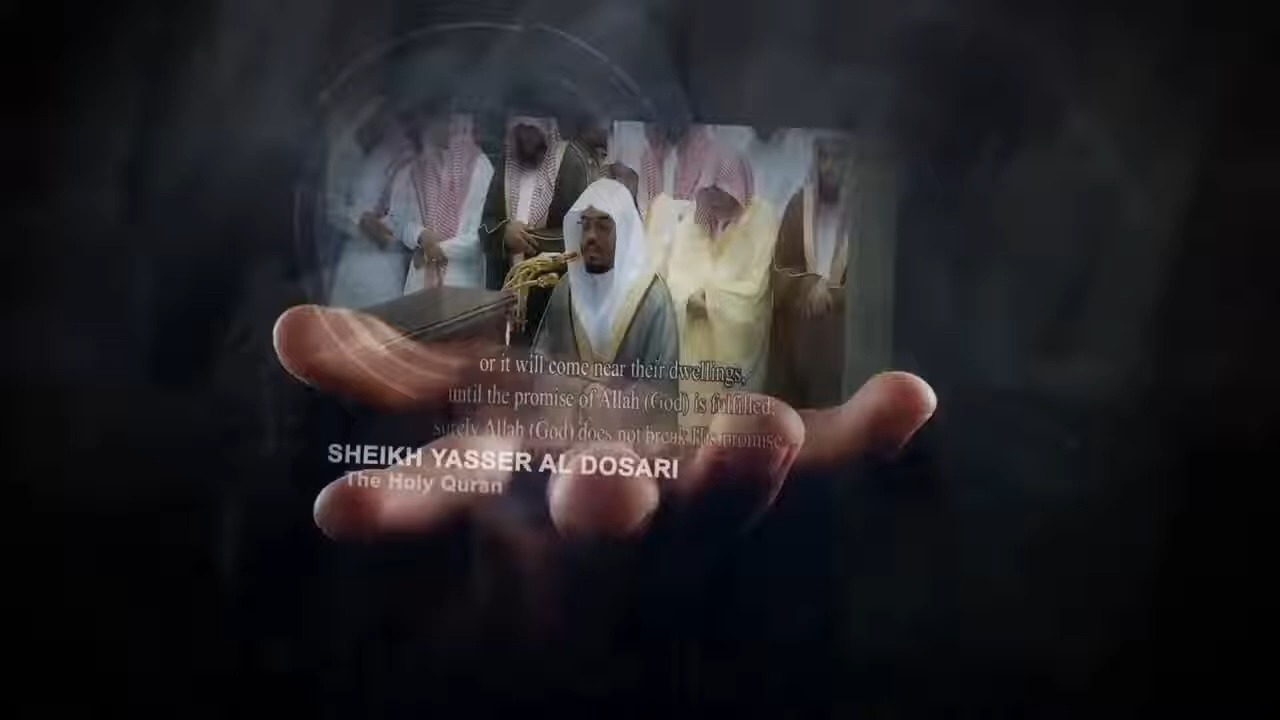 or it will come near their dwellings,
until the promise of Allah (God) is fulfilled;
surely Allah (God) does not break His promise
SHEIKH YASSER AL DOSARI
The Holy Quran